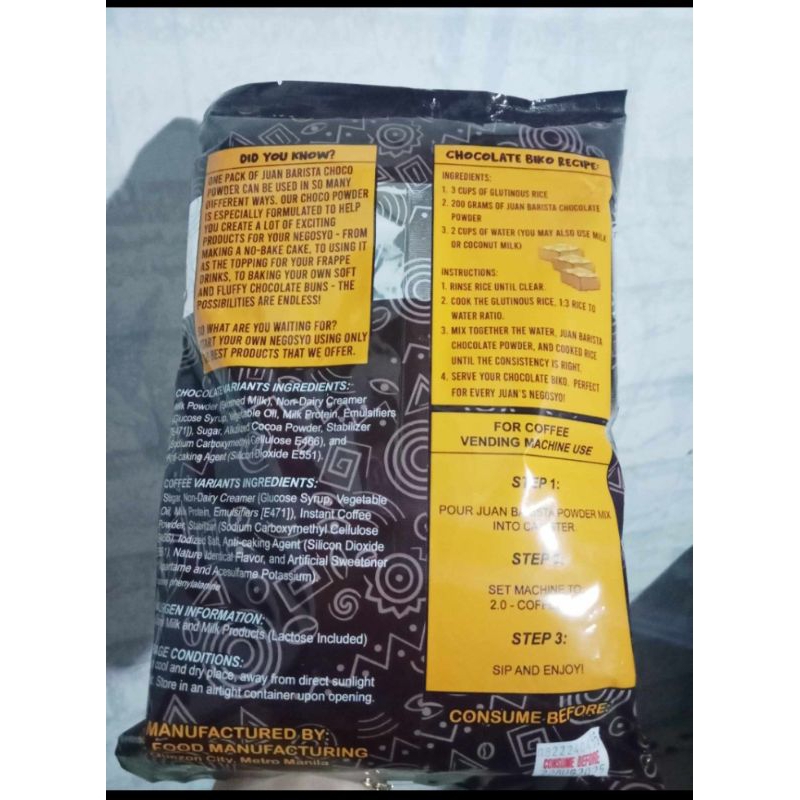 DID YOU KNOW?
ONE PACK OF JUAN BARISTA CHOCO
POWDER CAN BE USED IN SO MANY
DIFFERENT WAYS. OUR CHOCO POWDER
IS ESPECIALLY FORMULATED TO HELP
YOU CREATE A LOT OF EXCITING
PRODUCTS FOR YOUR NEGOSYO - FROM
MAKING A NO-BAKE CAKE, TO USING IT
AS THE TOPPING FOR YOUR FRAPPE
DRINKS, TO BAKING YOUR OWN SOFT
AND FLUFFY CHOCOLATE BUNS - THE
POSSIBILITIES ARE ENDLESS!
WHAT ARE YOU WAITING FOR?
START YOUR OWN NEGOSYO USING ONLY
BEST PRODUCTS THAT WE OFFER.
CHOCOLATE VARIANTS INGREDIENTS:
Milk Powder (Skimmed Milk), Non-Dairy Creamer
(Glucose Syrup, Vegetable Oil, Milk Protein, Emulsifiers
[E471]), Sugar, Alkalized Cocoa Powder, Stabilizer
(Sodium Carboxymethyl Cellulose E466), and
Anti-caking Agent (Silicon Dioxide E551).
COFFEE VARIANTS INGREDIENTS:
Sugar, Non-Dairy Creamer (Glucose Syrup, Vegetable
Oil, Milk Protein, Emulsifiers [E471]), Instant Coffee
Powder, Stabilizer (Sodium Carboxymethyl Cellulose
Iodized Salt, Anti-caking Agent (Silicon Dioxide
Nature Identical Flavor, and Artificial Sweetener
(Aspartame and Acesulfame Potassium)
phenylalanine
ALLERGEN INFORMATION:
Milk and Milk Products (Lactose Included)
STORAGE CONDITIONS:
cool and dry place, away from direct sunlight
Store in an airtight container upon opening.
MANUFACTURED BY:
FOOD MANUFACTURING
Quezon City, Metro Manila
CHOCOLATE BIKO RECIPE:
INGREDIENTS:
1. 3 CUPS OF GLUTINOUS RICE
2. 200 GRAMS OF JUAN BARISTA CHOCOLATE
POWDER
3. 2 CUPS OF WATER (YOU MAY ALSO USE MILK
OR COCONUT MILK)
INSTRUCTIONS:
1. RINSE RICE UNTIL CLEAR.
2. COOK THE GLUTINOUS RICE. 1:3 RICE TO
WATER RATIO.
3. MIX TOGETHER THE WATER, JUAN BARISTA
CHOCOLATE POWDER, AND COOKED RICE
UNTIL THE CONSISTENCY IS RIGHT.
4. SERVE YOUR CHOCOLATE BIKO. PERFECT
FOR EVERY JUAN'S NEGOSYO!
FOR COFFEE
VENDING MACHINE USE
STEP 1:
POUR JUAN BARISTA POWDER MIX
INTO CANISTER
STEP 2:
SET MACHINE TO
2.0 - COFFEE
STEP 3:
SIP AND ENJOY!
CONSUME BEFORE:
CONSUME BEFORE